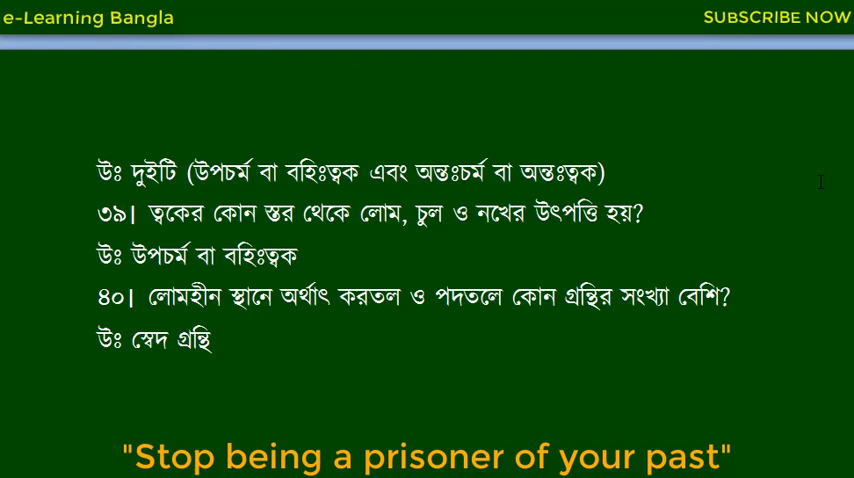 e-Learning Bangla
SUBSCRIBE NOW
উঃ দুইটি (উপচর্ম বা বহিঃত্বক এবং অন্তঃচর্ম বা অন্তঃত্বক)
৩৯। ত্বকের কোন স্তর থেকে লোম, চুল ও নখের উৎপত্তি হয়?
উঃ উপচর্ম বা বহিঃত্বক
৪০। লোমহীন স্থানে অর্থাৎ করতল ও পদতলে কোন গ্রন্থির সংখ্যা বেশি?
উঃ স্বেদ গ্রন্থি
"Stop being a prisoner of your past"